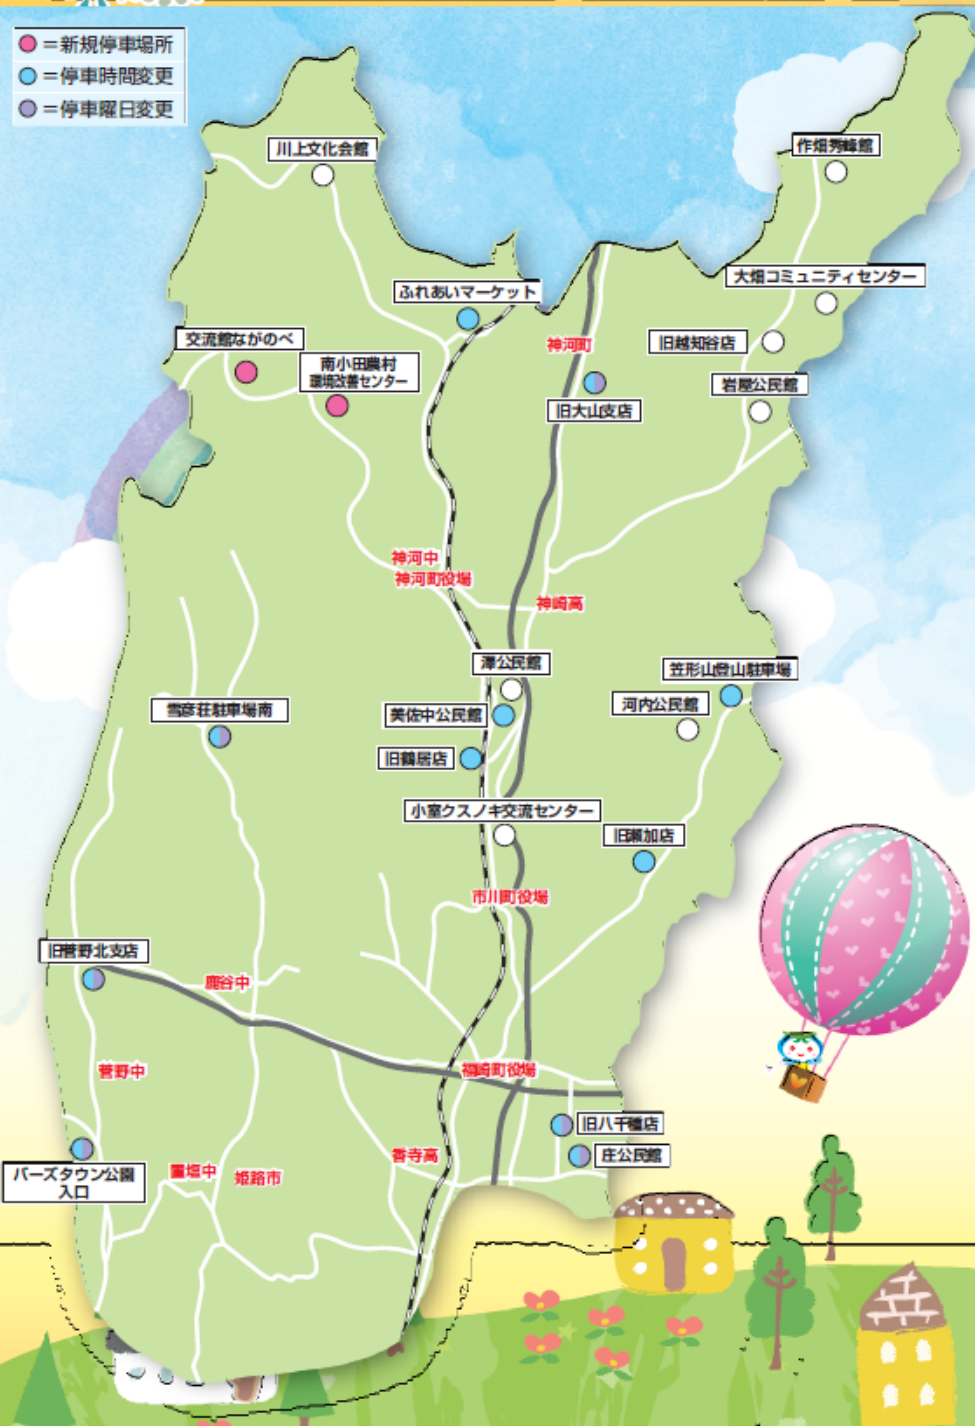 ＝新規停車場所
＝停車時間変更
＝停車曜日変更
川上文化会館
作畑秀峰館
大畑コミュニティセンター
ふれあいマーケット
交流館ながのべ
神河町
旧越知谷店
南小田農村
環境改善センター
岩屋公民館
旧大山支店
神河中
神河町役場
神崎高
澤公民館
笠形山登山駐車場
雪彦荘駐車場南
美佐中公民館
河内公民館
旧鶴居店
小室クスノキ交流センター
旧瀬加店
市川町役場
旧菅野北支店
鹿谷中
菅野中
福崎町役場
旧八千種店
香寺高
庄公民館
バーズタウン公園
入口
置塩中
姫路市